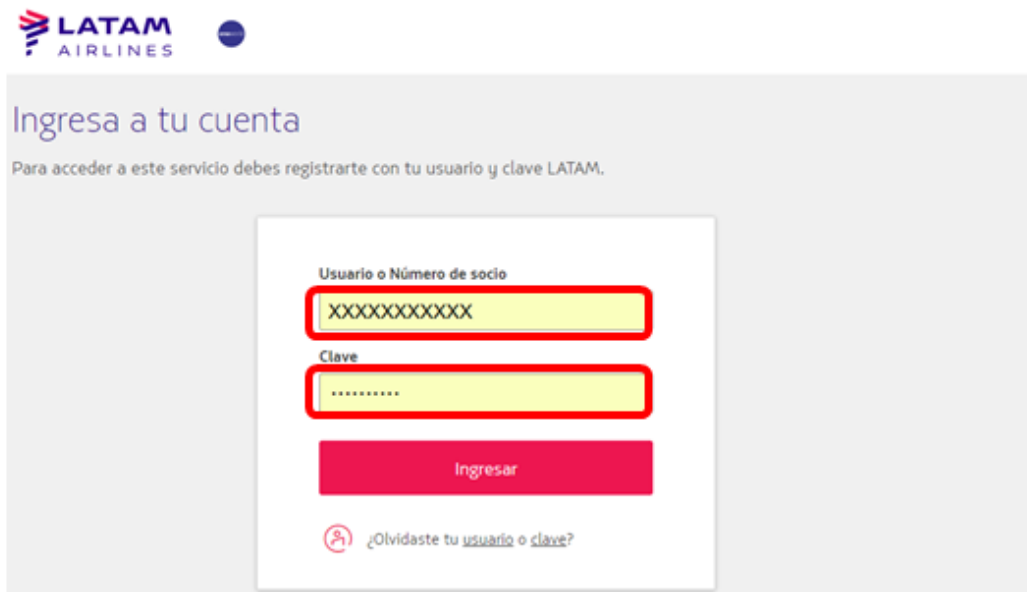 LATAM
AIRLINES
Ingresa a tu cuenta
Para acceder a este servicio debes registrarte con tu usuario y clave LATAM.
Usuario o Número de socio
XXXXXXXXXXX
Clave
••••••••••
Ingresar
¿Olvidaste tu usuario o clave?